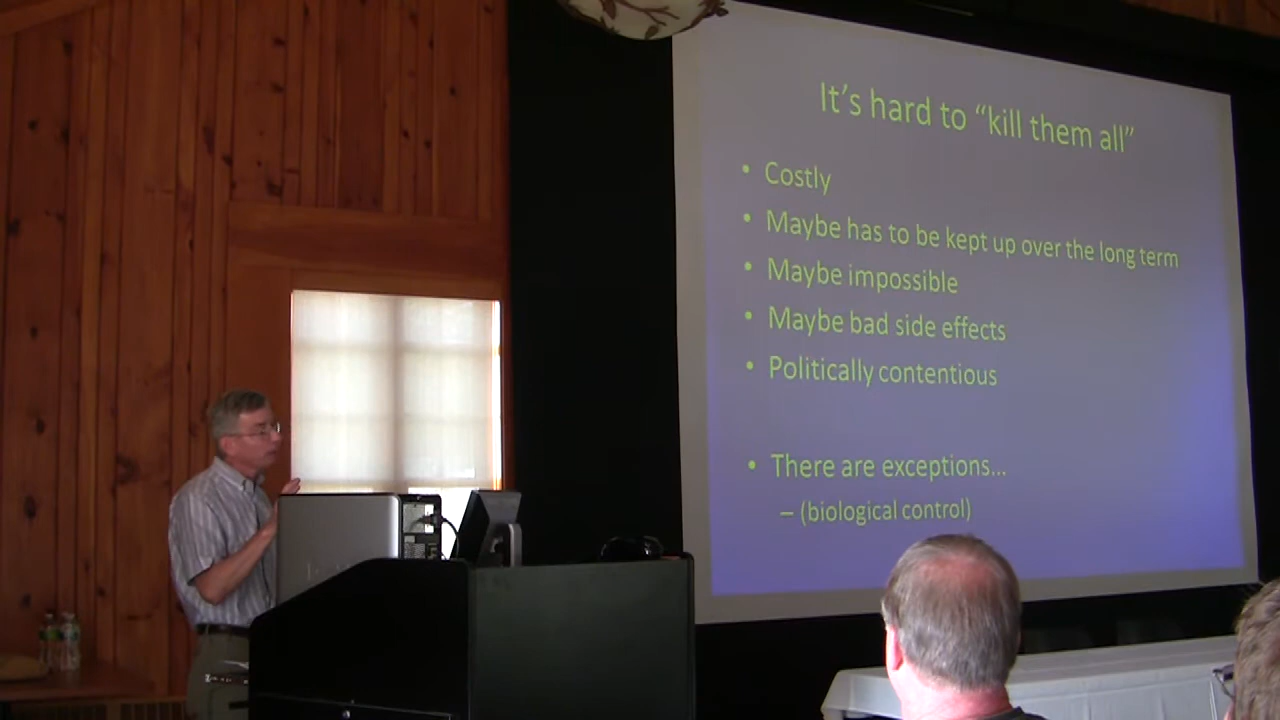 It's hard to “kill them all”
• Costly
• Maybe has to be kept up over the long term
• Maybe impossible
• Maybe bad side effects
• Politically contentious
• There are exceptions...
– (biological control)